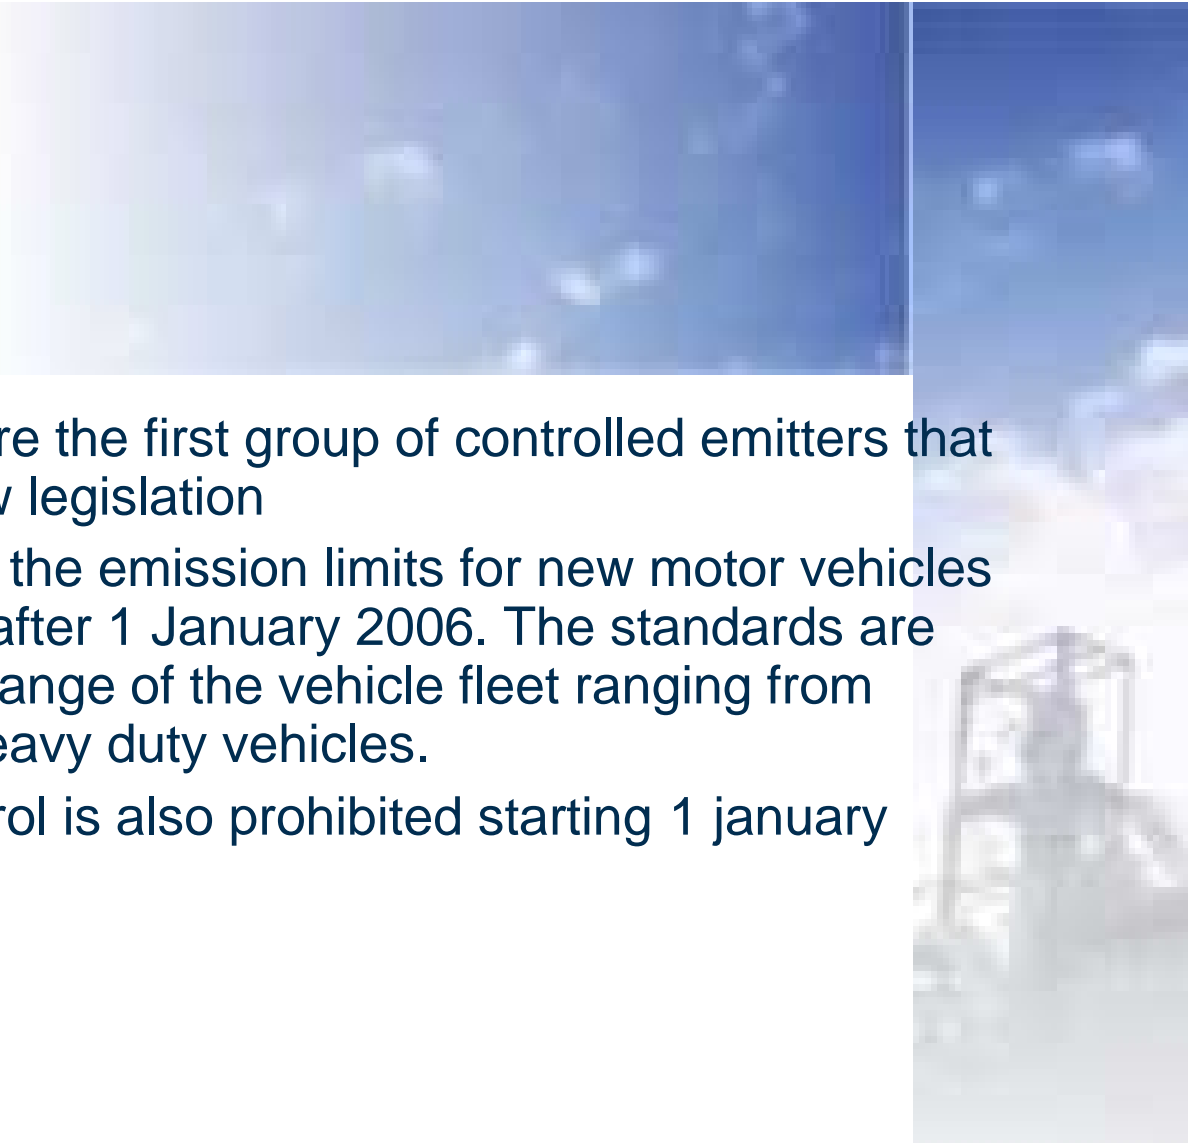 re the first group of controlled emitters that
w legislation
the emission limits for new motor vehicles
after 1 January 2006. The standards are
ange of the vehicle fleet ranging from
eavy duty vehicles.
rol is also prohibited starting 1 january